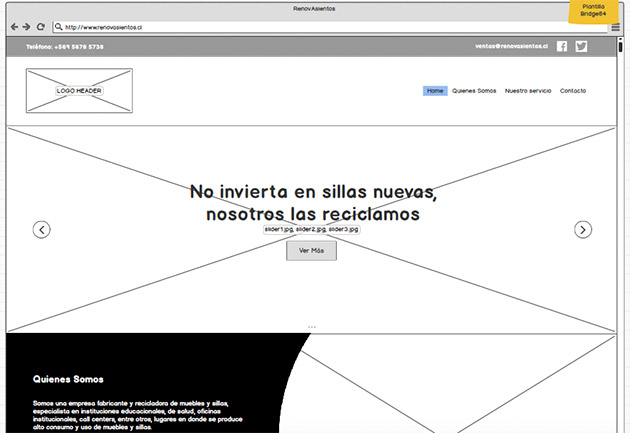 RenovAsientos
Plantilla
Bridge84
http://www.renovasientos.cl
Teléfono: +569 5878 5738
ventas@renovasientos.cl
LOGO HEADER
Home Quienes Somos Nuestro servicio Contacto
No invierta en sillas nuevas,
nosotros las reciclamos
slider1.jpg, slider2.jpg, slider3.jpg
Ver Más
...
Quienes Somos
Somos una empresa fabricante y recicladora de muebles y sillas,
especialista en instituciones educacionales, de salud, oficinas
institucionales, call centers, entre otros, lugares en donde se produce
alto consumo y uso de muebles y sillas.